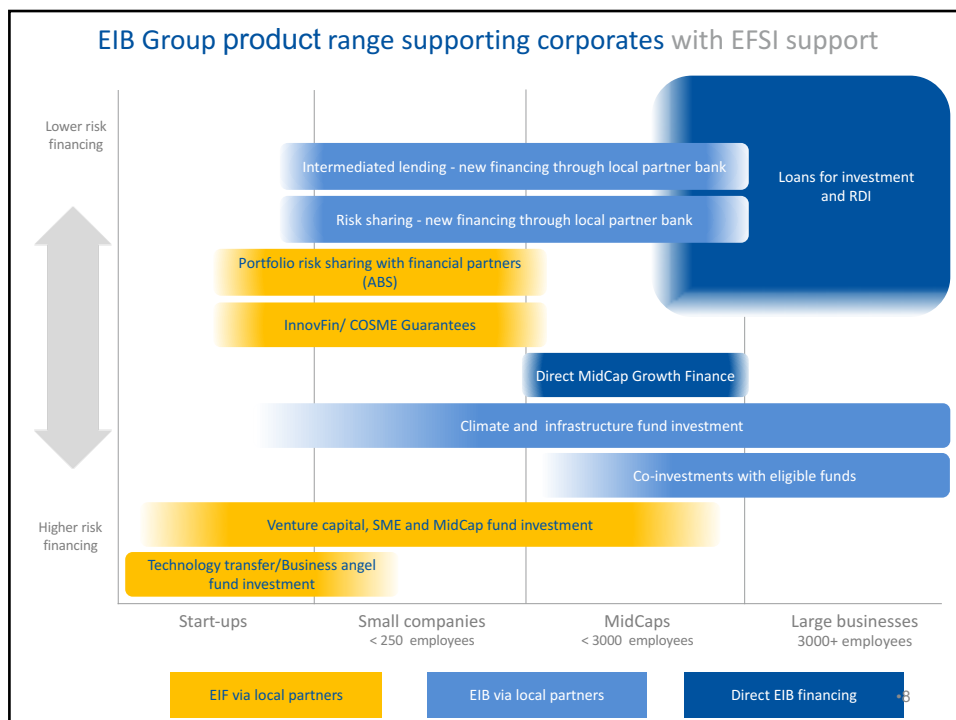 EIB Group product range supporting corporates with EFSI support
Lower risk
financing
Intermediated lending - new financing through local partner bank
Loans for investment
and RDI
Risk sharing - new financing through local partner bank
Portfolio risk sharing with financial partners
(ABS)
InnovFin/ COSME Guarantees
Direct MidCap Growth Finance
Climate and infrastructure fund investment
Co-investments with eligible funds
Higher risk
financing
Venture capital, SME and MidCap fund investment
Technology transfer/Business angel
fund investment
Start-ups
Small companies
< 250 employees
MidCaps
< 3000 employees
Large businesses
3000+ employees
EIF via local partners
EIB via local partners
Direct EIB financing
•8